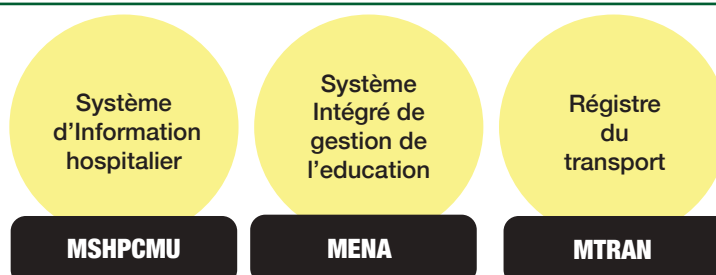 Système
d’Information
hospitalier
Système
Intégré de
gestion de
l’education
Régistre
du
transport
MSHPCMU
MENA
MTRAN